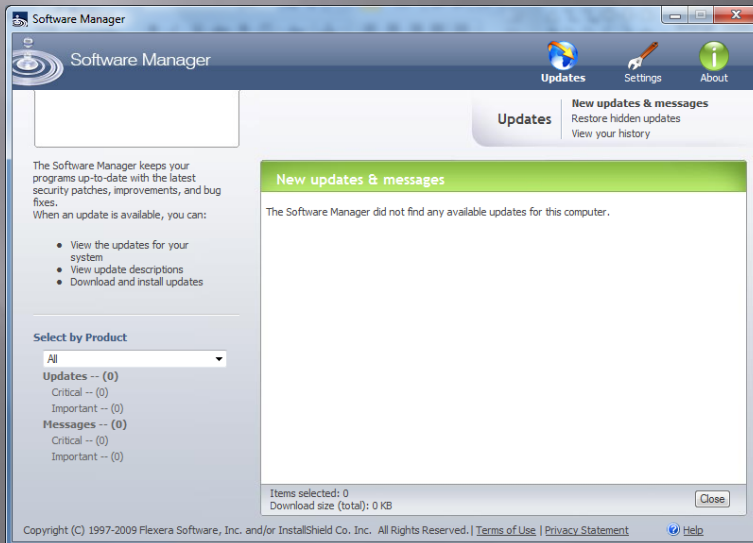 Software Manager
Software Manager
Updates
Settings
About
Updates
New updates & messages
Restore hidden updates
View your history
The Software Manager keeps your
programs up-to-date with the latest
security patches, improvements, and bug
fixes.
When an update is available, you can:
View the updates for your
system
View update descriptions
Download and install updates
Select by Product
All
Updates -- (0)
Critical -- (0)
Important -- (0)
Messages -- (0)
Critical -- (0)
Important -- (0)
New updates & messages
The Software Manager did not find any available updates for this computer.
Items selected: 0
Download size (total): 0 KB
Close
Copyright (C) 1997-2009 Flexera Software, Inc. and/or InstallShield Co. Inc. All Rights Reserved. | Terms of Use | Privacy Statement
Help